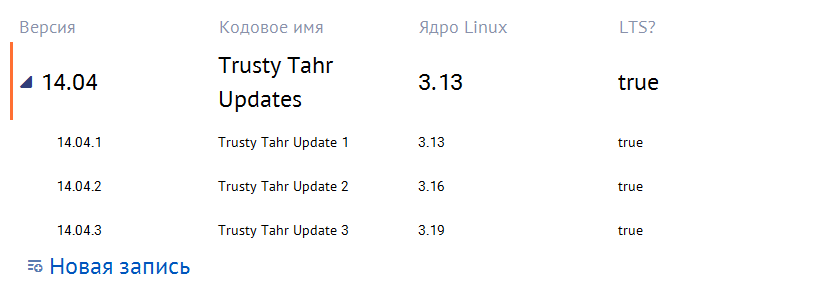 Версия Кодовое имя Ядро Linux LTS?
14.04 Trusty Tahr Updates 3.13 true
14.04.1 Trusty Tahr Update 1 3.13 true
14.04.2 Trusty Tahr Update 2 3.16 true
14.04.3 Trusty Tahr Update 3 3.19 true
Новая запись